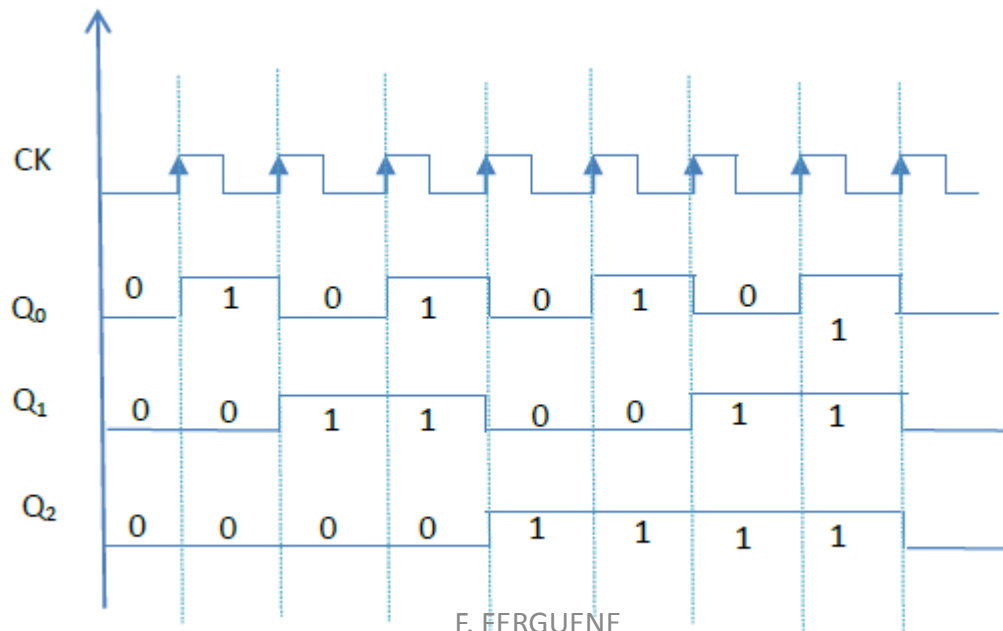 CK
Q₀ 0 1 0 1 0 1 0 1
Q₁ 0 0 1 1 0 0 1 1
Q₂ 0 0 0 0 1 1 1 1
F. FERGUENE